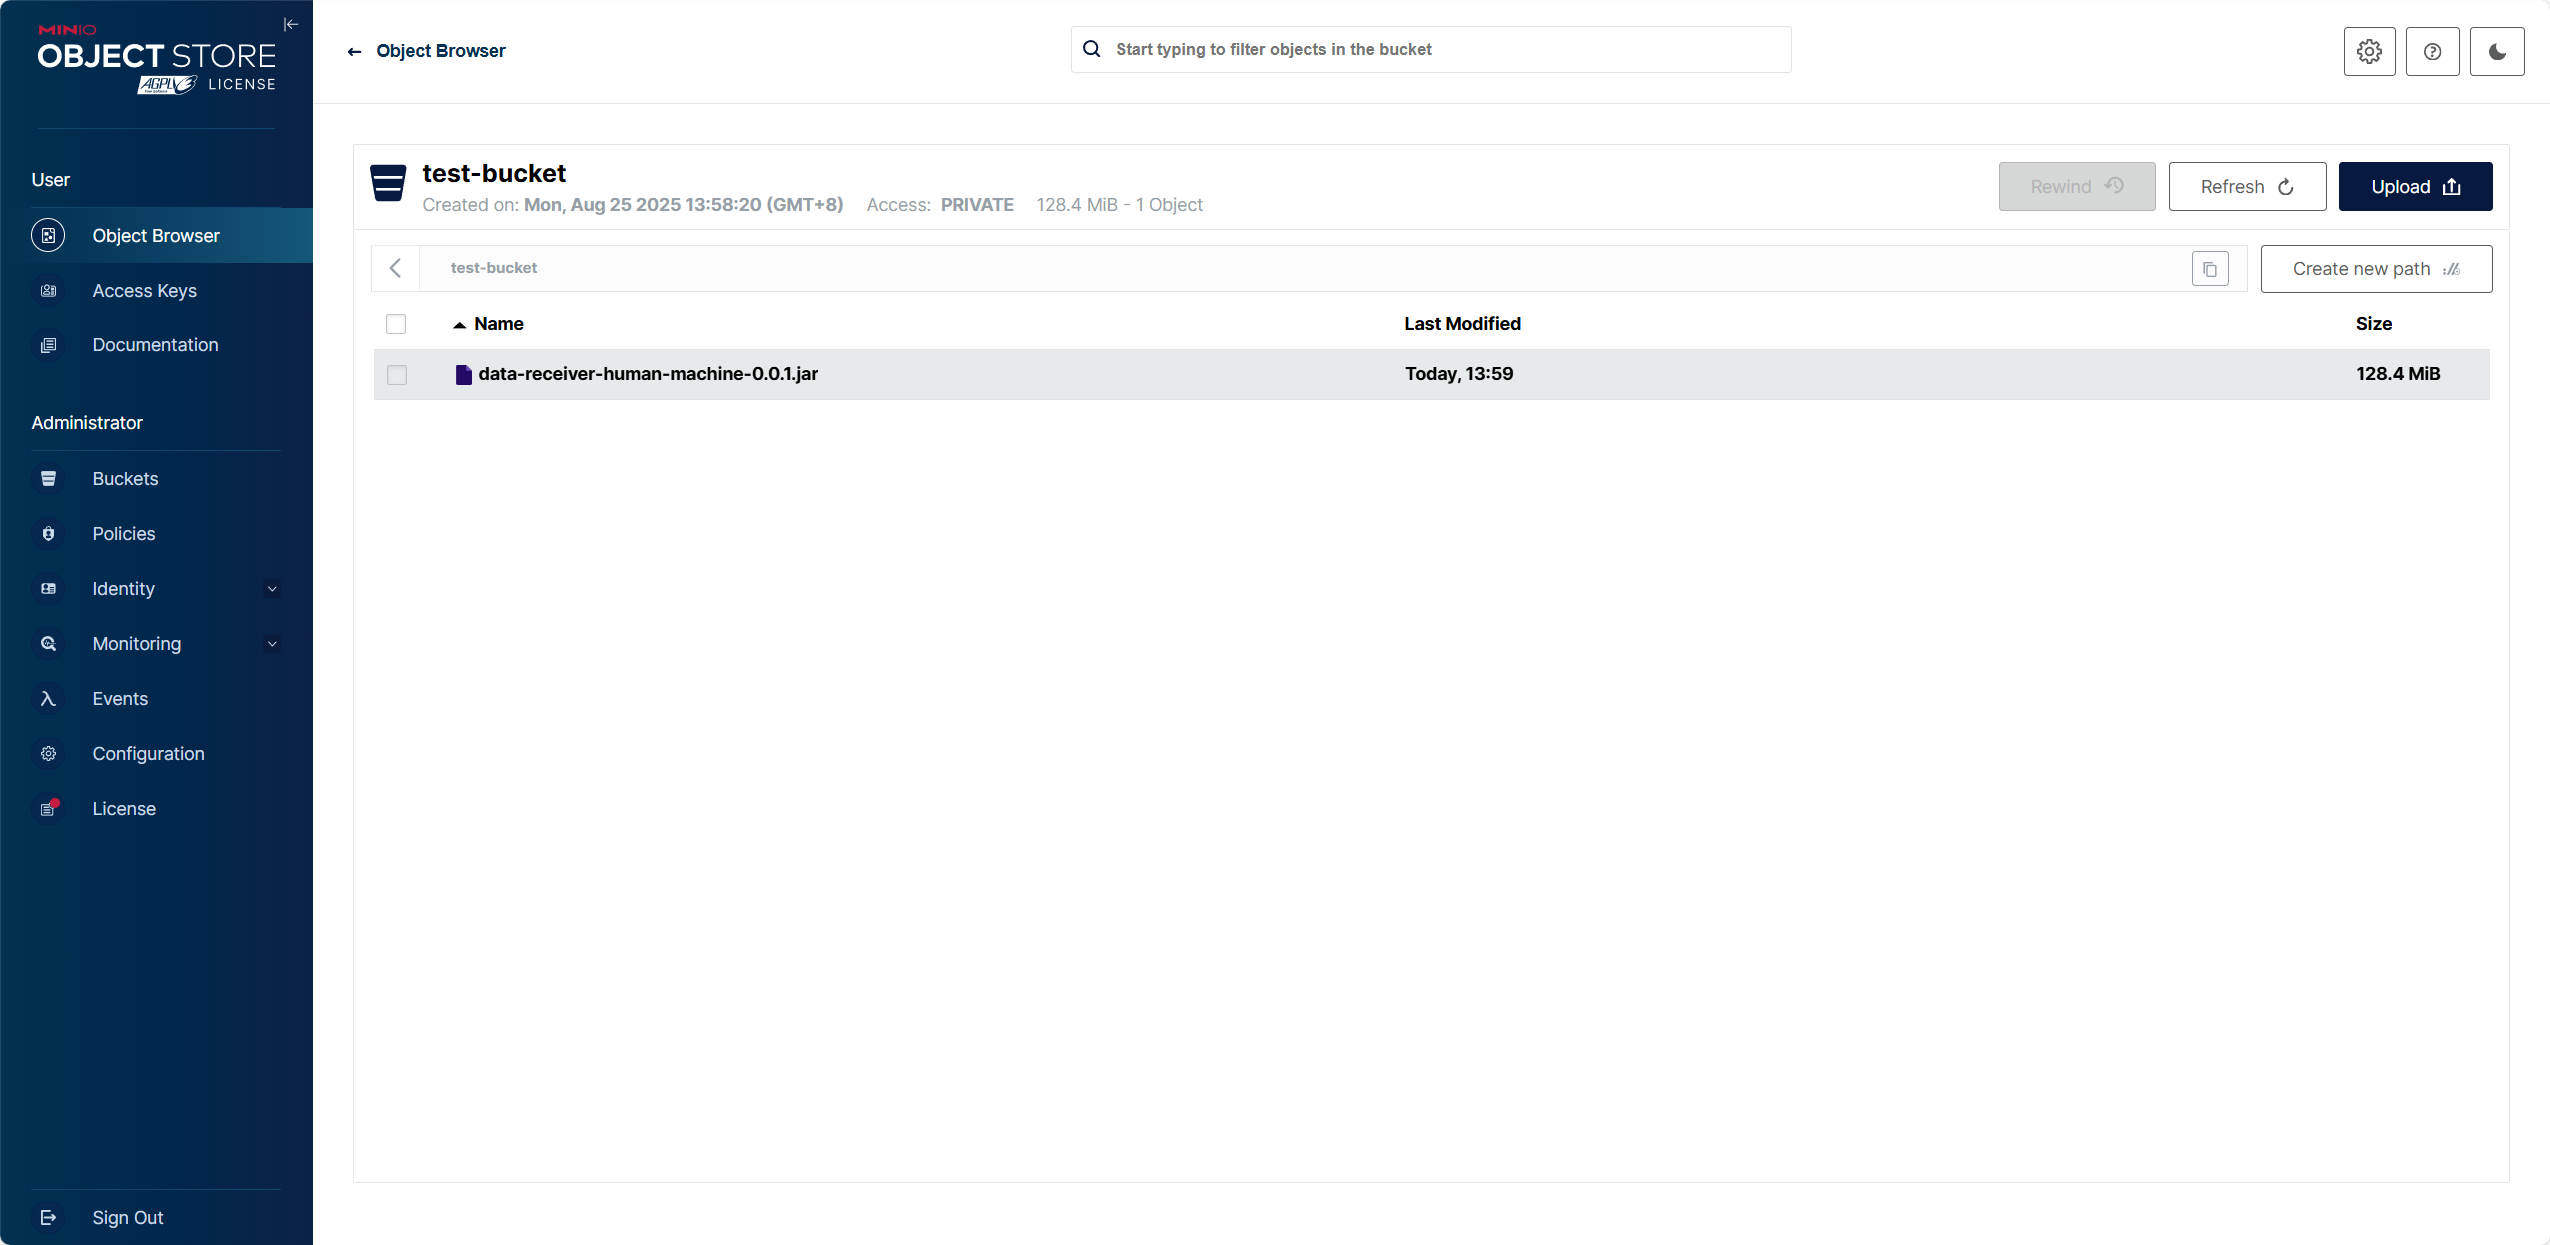 MINIO
OBJECT STORE
AGPLV3 LICENSE
User
Object Browser
Access Keys
Documentation
Administrator
Buckets
Policies
Identity
Monitoring
Events
Configuration
License
Sign Out
Object Browser
Start typing to filter objects in the bucket
test-bucket
Created on: Mon, Aug 25 2025 13:58:20 (GMT+8) Access: PRIVATE 128.4 MiB - 1 Object
Rewind
Refresh
Upload
test-bucket
Create new path
Name Last Modified Size
data-receiver-human-machine-0.0.1.jar Today, 13:59 128.4 MiB